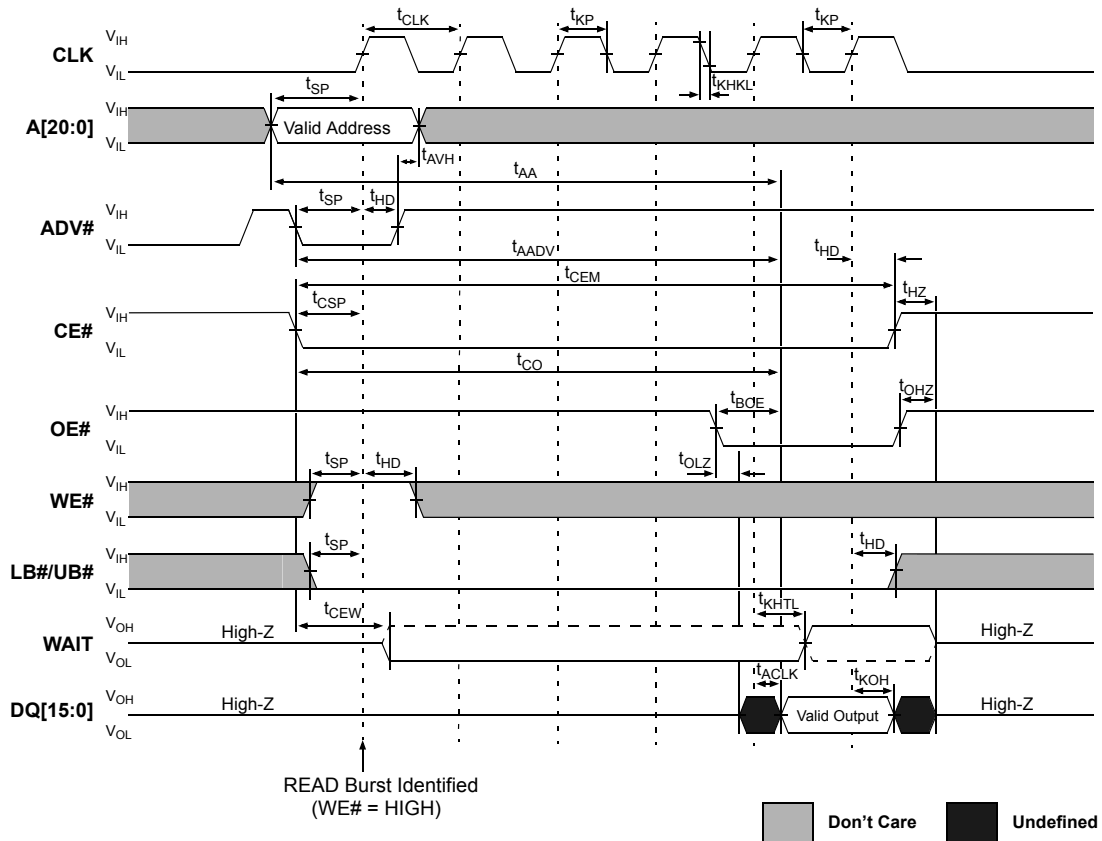 tCLK
tKP
tKP
CLK
VIH
VIL
tKHKL
tSP
A[20:0]
VIH
VIL
Valid Address
tAVH
tAA
ADV#
VIH
VIL
tSP
tHD
tAADV
tHD
tCEM
CE#
VIH
VIL
tCSP
tHZ
tCO
OE#
VIH
VIL
tBOE
tOHZ
tOLZ
WE#
VIH
VIL
tSP
tHD
LB#/UB#
VIH
VIL
tSP
tHD
tCEW
tKHTL
WAIT
VOH
VOL
High-Z
High-Z
tACLK
tKOH
DQ[15:0]
VOH
VOL
High-Z
Valid Output
High-Z
READ Burst Identified
(WE# = HIGH)
Don't Care
Undefined